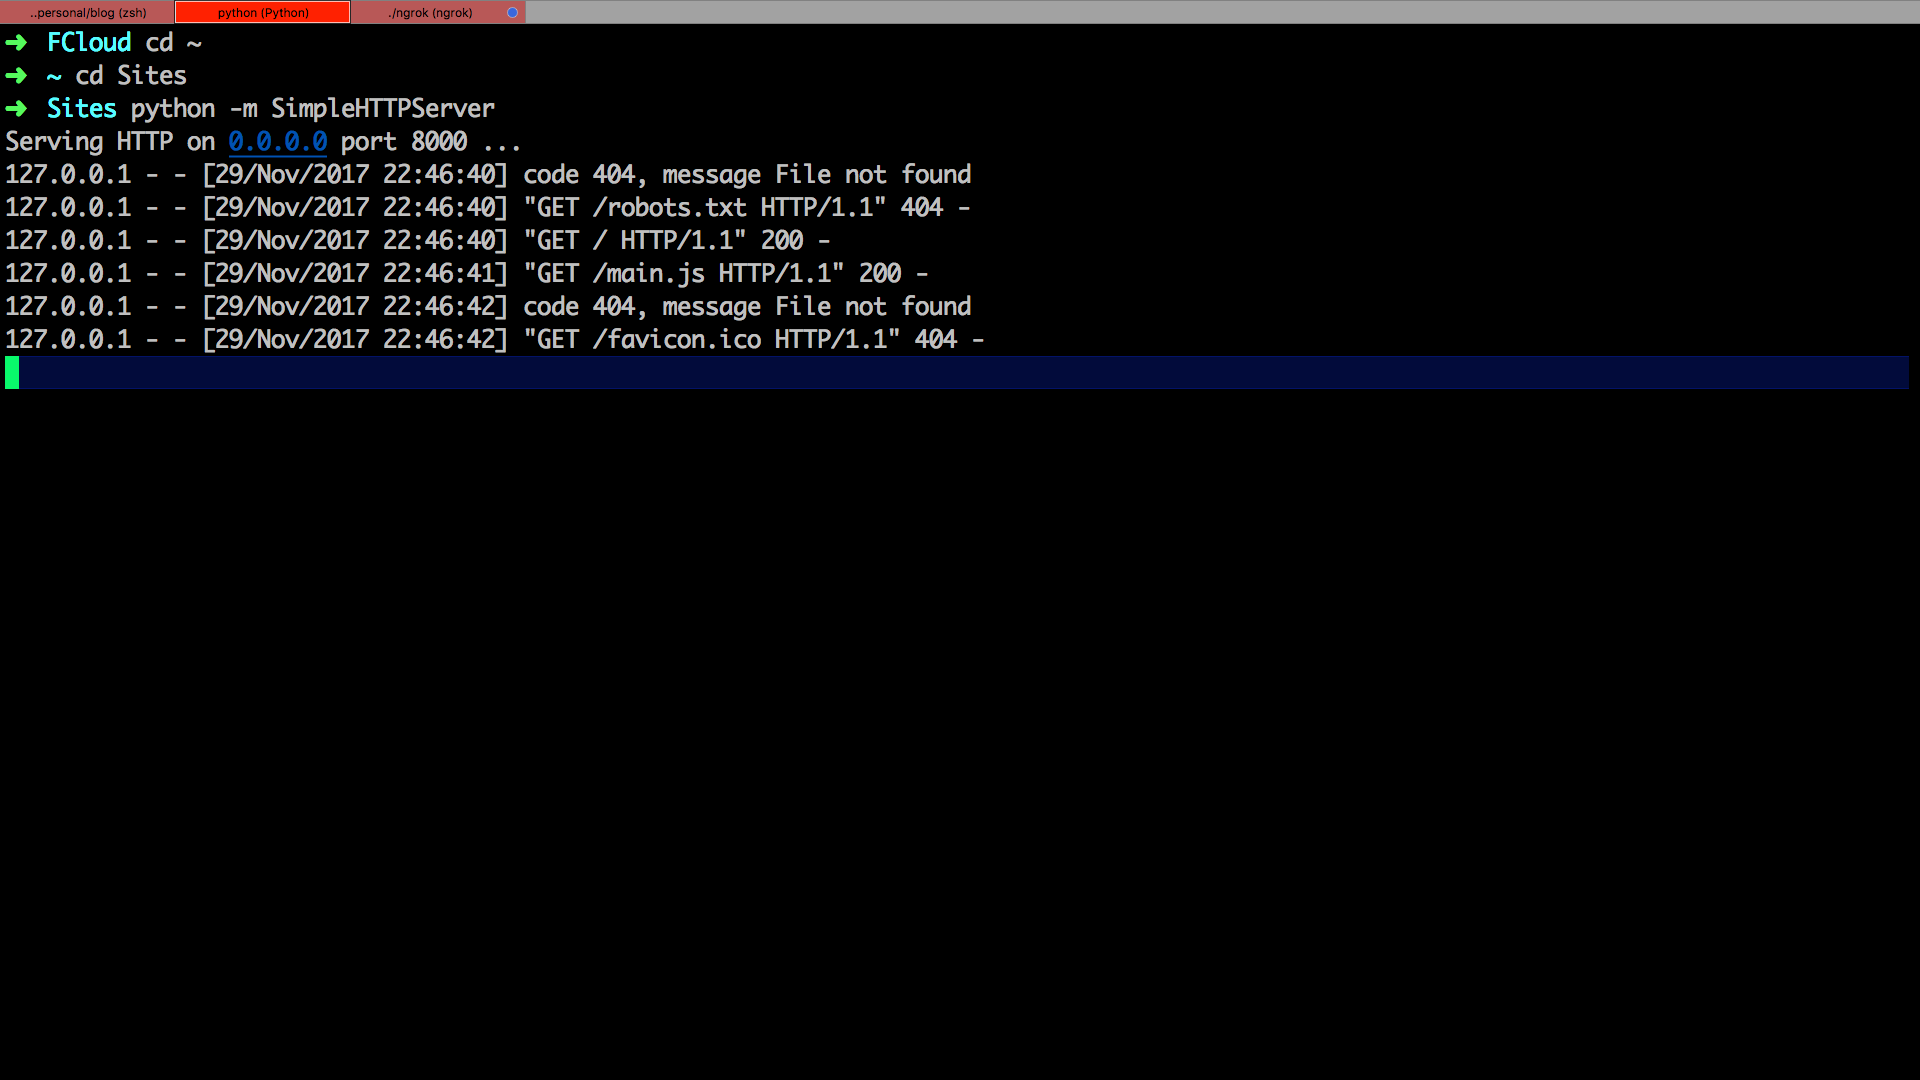 ..personal/blog (zsh) python (Python) ./ngrok (ngrok)
➜ FCloud cd ~
➜ ~ cd Sites
➜ Sites python -m SimpleHTTPServer
Serving HTTP on 0.0.0.0 port 8000 ...
127.0.0.1 - - [29/Nov/2017 22:46:40] code 404, message File not found
127.0.0.1 - - [29/Nov/2017 22:46:40] "GET /robots.txt HTTP/1.1" 404 -
127.0.0.1 - - [29/Nov/2017 22:46:40] "GET / HTTP/1.1" 200 -
127.0.0.1 - - [29/Nov/2017 22:46:41] "GET /main.js HTTP/1.1" 200 -
127.0.0.1 - - [29/Nov/2017 22:46:42] code 404, message File not found
127.0.0.1 - - [29/Nov/2017 22:46:42] "GET /favicon.ico HTTP/1.1" 404 -